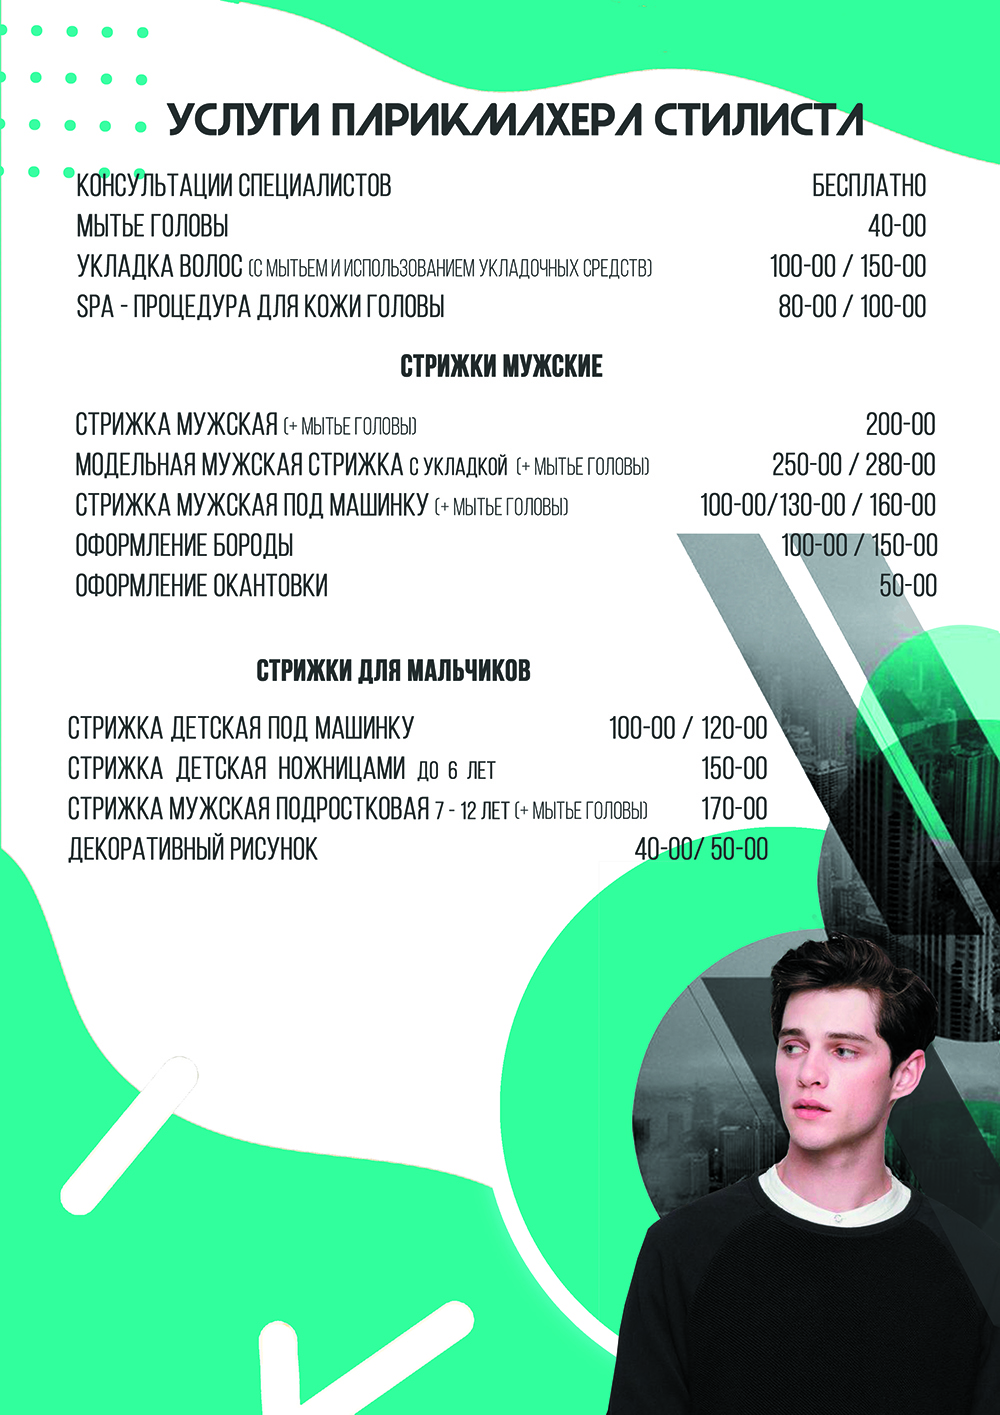 УСЛУГИ ПАРИКМАХЕРА СТИЛИСТА
КОНСУЛЬТАЦИИ СПЕЦИАЛИСТОВ БЕСПЛАТНО
МЫТЬЕ ГОЛОВЫ 40-00
УКЛАДКА ВОЛОС (С МЫТЬЕМ И ИСПОЛЬЗОВАНИЕМ УКЛАДОЧНЫХ СРЕДСТВ) 100-00 / 150-00
SPA - ПРОЦЕДУРА ДЛЯ КОЖИ ГОЛОВЫ 80-00 / 100-00
СТРИЖКИ МУЖСКИЕ
СТРИЖКА МУЖСКАЯ (+ МЫТЬЕ ГОЛОВЫ) 200-00
МОДЕЛЬНАЯ МУЖСКАЯ СТРИЖКА С УКЛАДКОЙ (+ МЫТЬЕ ГОЛОВЫ) 250-00 / 280-00
СТРИЖКА МУЖСКАЯ ПОД МАШИНКУ (+ МЫТЬЕ ГОЛОВЫ) 100-00/130-00 / 160-00
ОФОРМЛЕНИЕ БОРОДЫ 100-00 / 150-00
ОФОРМЛЕНИЕ ОКАНТОВКИ 50-00
СТРИЖКИ ДЛЯ МАЛЬЧИКОВ
СТРИЖКА ДЕТСКАЯ ПОД МАШИНКУ 100-00 / 120-00
СТРИЖКА ДЕТСКАЯ НОЖНИЦАМИ ДО 6 ЛЕТ 150-00
СТРИЖКА МУЖСКАЯ ПОДРОСТКОВАЯ 7 - 12 ЛЕТ (+ МЫТЬЕ ГОЛОВЫ) 170-00
ДЕКОРАТИВНЫЙ РИСУНОК 40-00/ 50-00